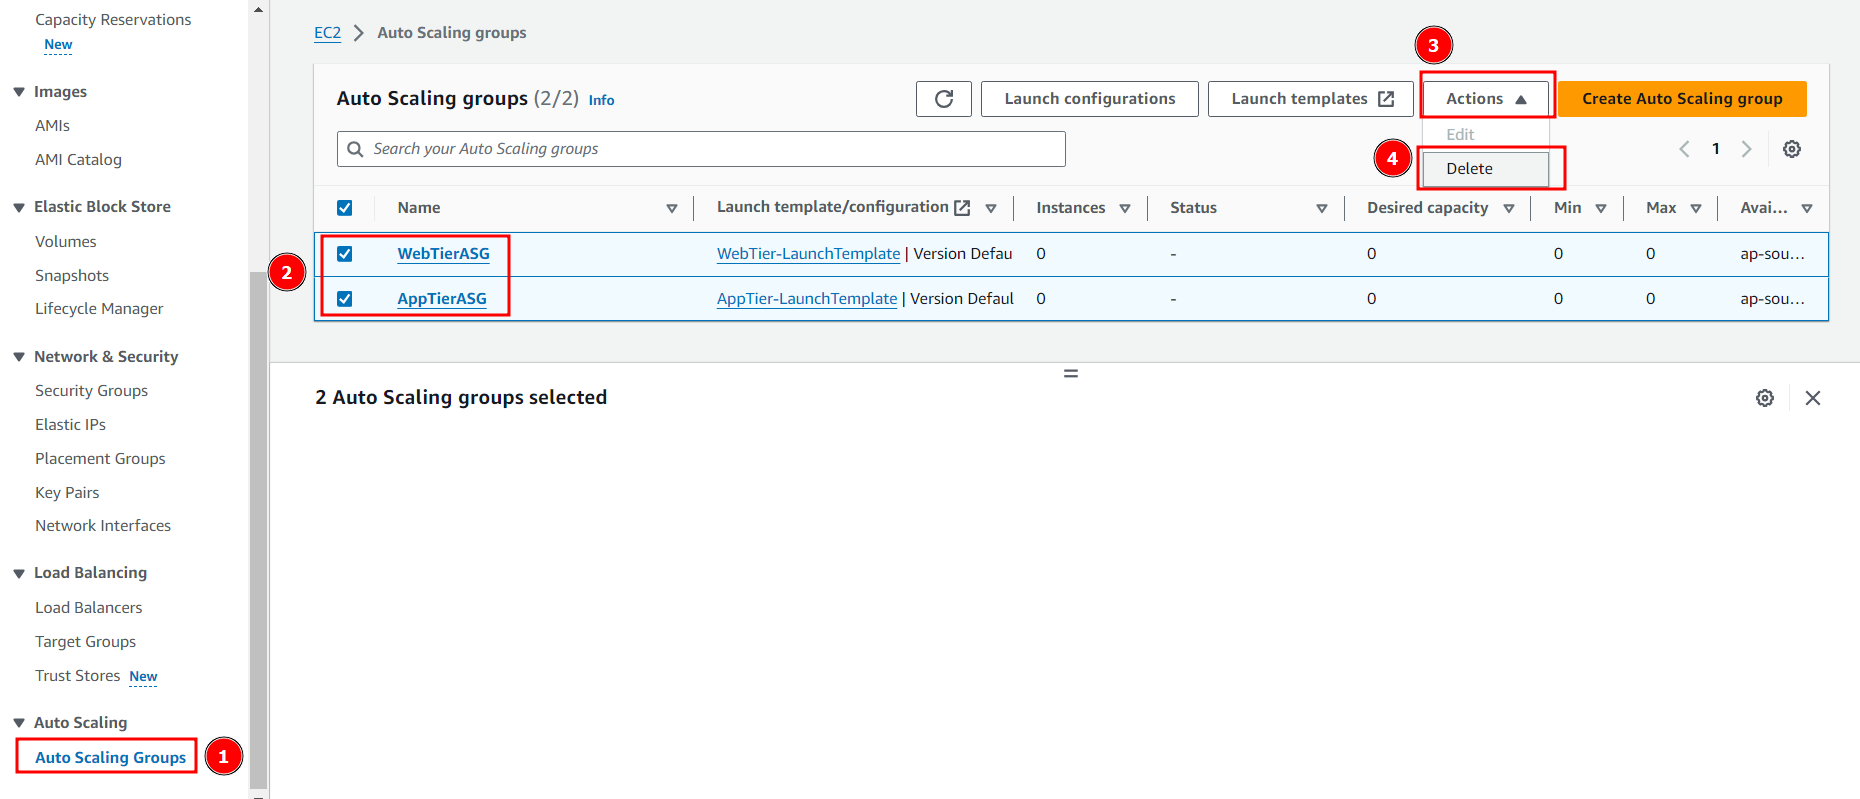 Capacity Reservations
New
Images
AMIs
AMI Catalog
Elastic Block Store
Volumes
Snapshots
Lifecycle Manager
Network & Security
Security Groups
Elastic IPs
Placement Groups
Key Pairs
Network Interfaces
Load Balancing
Load Balancers
Target Groups
Trust Stores New
Auto Scaling
Auto Scaling Groups
1
EC2 > Auto Scaling groups
3
Auto Scaling groups (2/2) Info
Launch configurations
Launch templates
Actions
Create Auto Scaling group
Search your Auto Scaling groups
Edit
4
Delete
1
Name Launch template/configuration Instances Status Desired capacity Min Max Avai...
2
WebTierASG WebTier-LaunchTemplate | Version Defau 0 - 0 0 0 ap-sou...
AppTierASG AppTier-LaunchTemplate | Version Defaul 0 - 0 0 0 ap-sou...
2 Auto Scaling groups selected